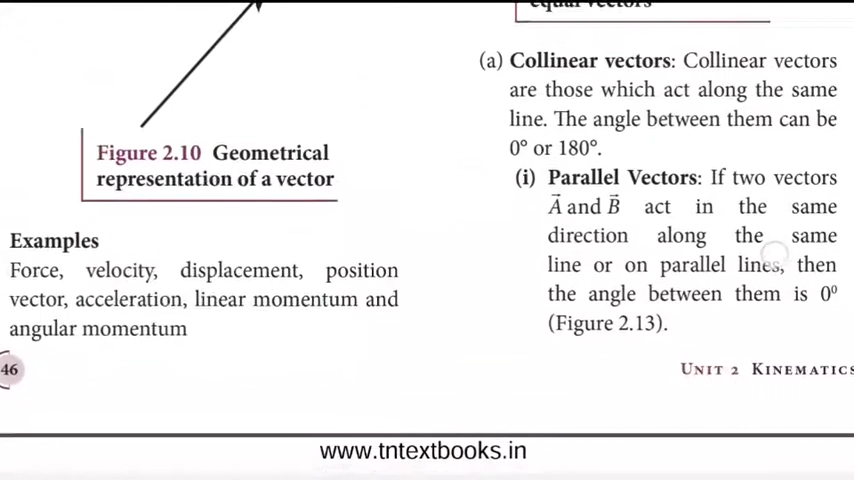 equal vectors
Figure 2.10 Geometrical
representation of a vector
Examples
Force, velocity, displacement, position
vector, acceleration, linear momentum and
angular momentum
46
(a) Collinear vectors: Collinear vectors
are those which act along the same
line. The angle between them can be
0° or 180°.
(i) Parallel Vectors: If two vectors
A⃗ and B⃗ act in the same
direction along the same
line or on parallel lines, then
the angle between them is 0⁰
(Figure 2.13).
UNIT 2 KINEMATICS
www.tntextbooks.in